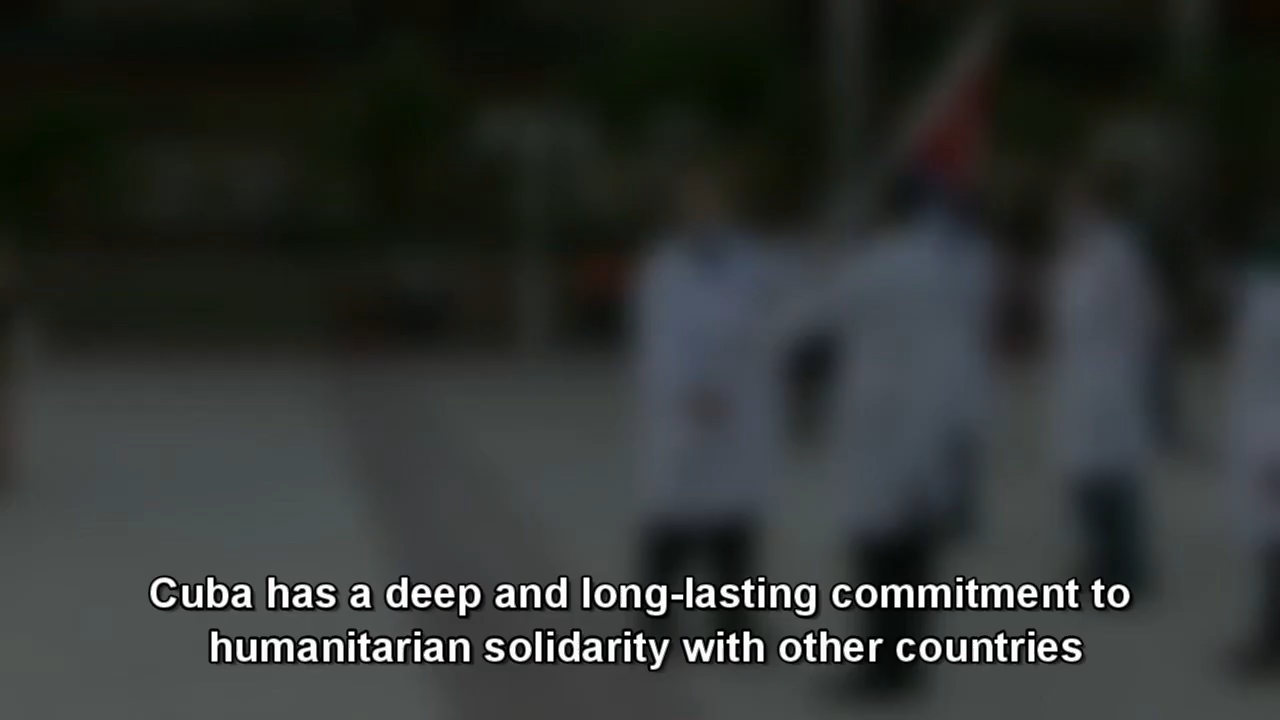 Cuba has a deep and long-lasting commitment to
humanitarian solidarity with other countries